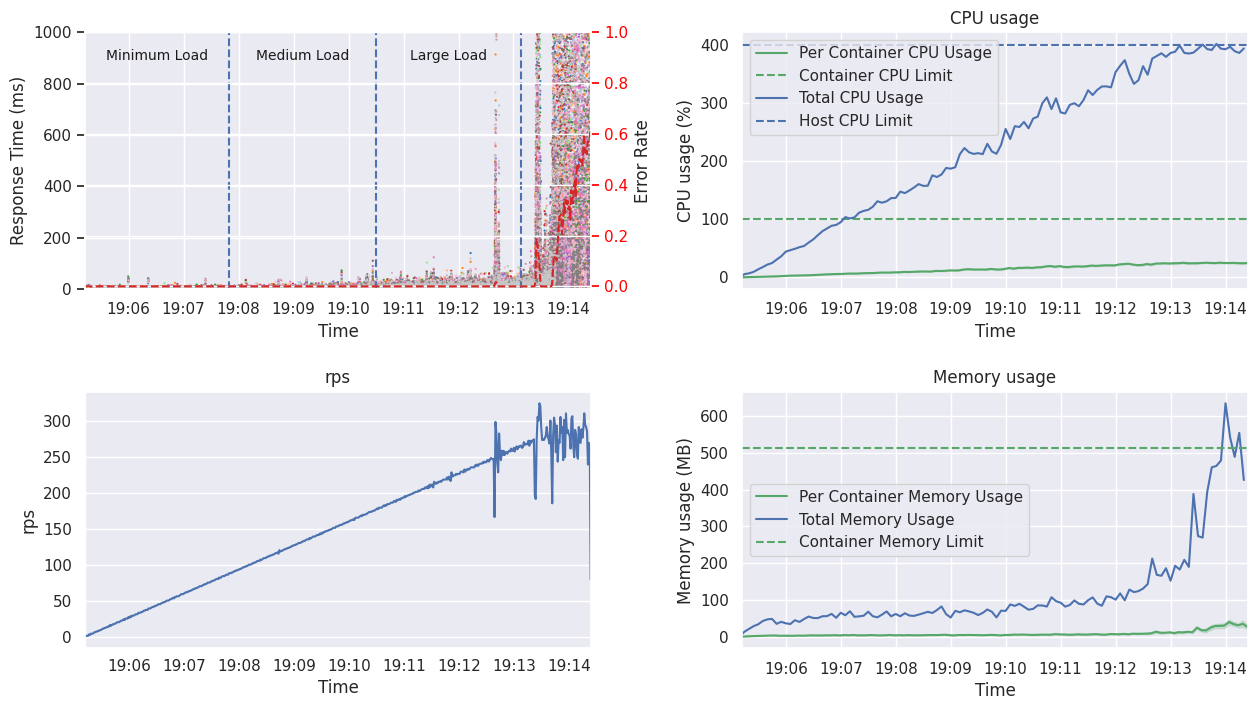 CPU usage
1000
800
600
400
200
0
Response Time (ms)
Minimum Load
Medium Load
Large Load
1.0
0.8
0.6
0.4
0.2
0.0
Error Rate
19:06 19:07 19:08 19:09 19:10 19:11 19:12 19:13 19:14
Time
400
300
200
100
0
CPU usage (%)
Per Container CPU Usage
Container CPU Limit
Total CPU Usage
Host CPU Limit
19:06 19:07 19:08 19:09 19:10 19:11 19:12 19:13 19:14
Time
rps
300
250
200
150
100
50
0
rps
19:06 19:07 19:08 19:09 19:10 19:11 19:12 19:13 19:14
Time
Memory usage
600
500
400
300
200
100
0
Memory usage (MB)
Per Container Memory Usage
Total Memory Usage
Container Memory Limit
19:06 19:07 19:08 19:09 19:10 19:11 19:12 19:13 19:14
Time